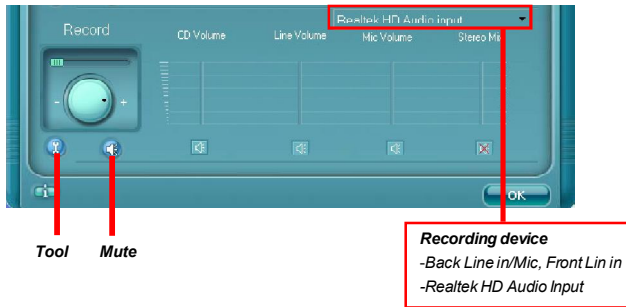 Realtek HD Audio input
Record
CD Volume
Line Volume
Mic Volume
Stereo Mix
OK
Tool
Mute
Recording device
-Back Line in/Mic, Front Lin in
-Realtek HD Audio Input